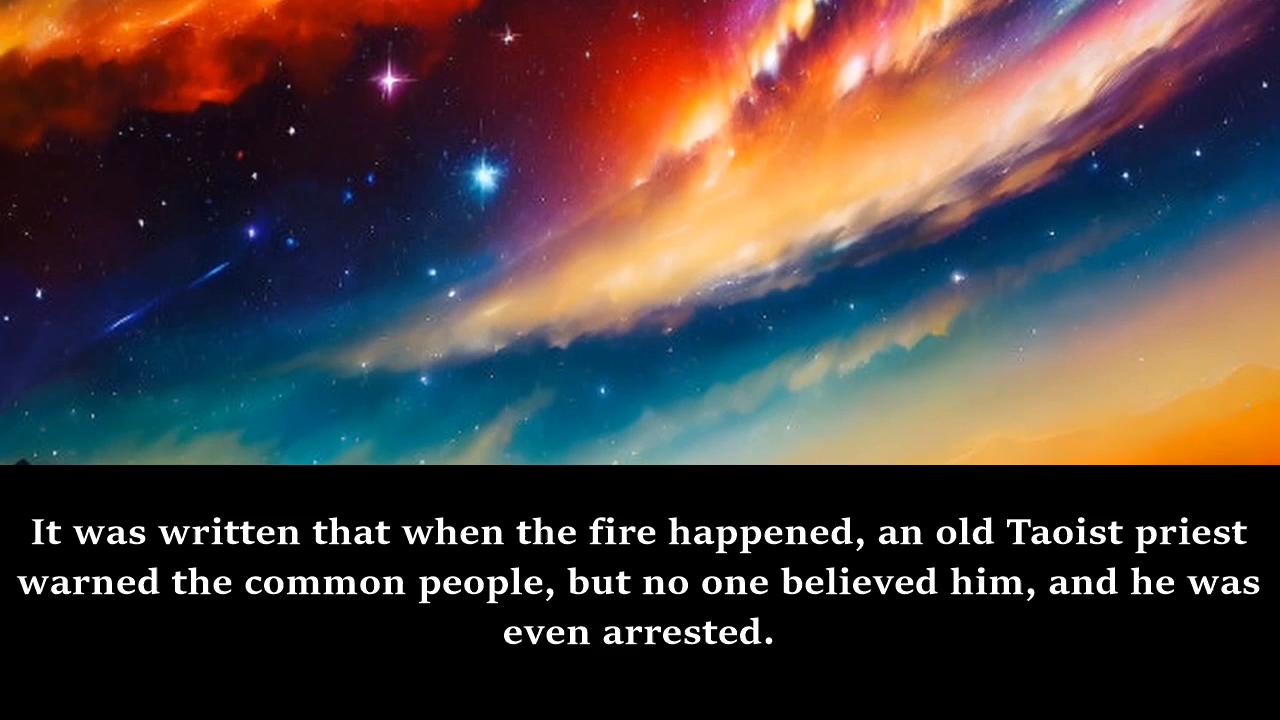 It was written that when the fire happened, an old Taoist priest
warned the common people, but no one believed him, and he was
even arrested.